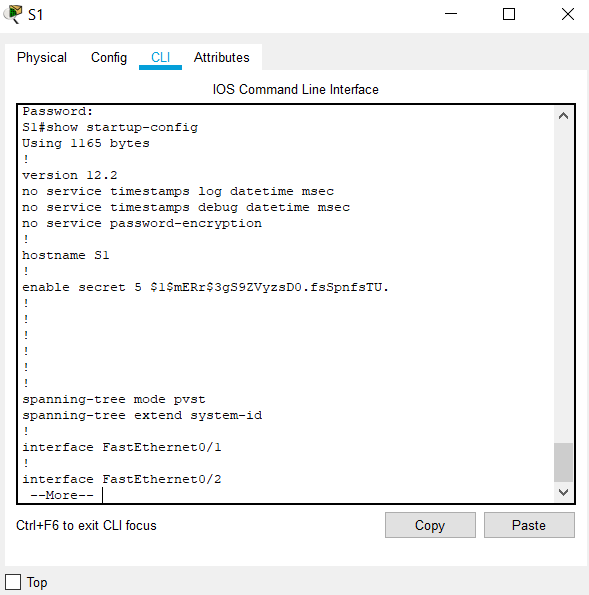 S1
Physical Config CLI Attributes
IOS Command Line Interface
Password:
S1#show startup-config
Using 1165 bytes
!
version 12.2
no service timestamps log datetime msec
no service timestamps debug datetime msec
no service password-encryption
!
hostname S1
!
enable secret 5 $1$mERr$3gS9ZVyzsD0.fsSpnfsTU.
!
!
!
!
!
!
spanning-tree mode pvst
spanning-tree extend system-id
!
interface FastEthernet0/1
!
interface FastEthernet0/2
--More--
Ctrl+F6 to exit CLI focus Copy Paste
Top